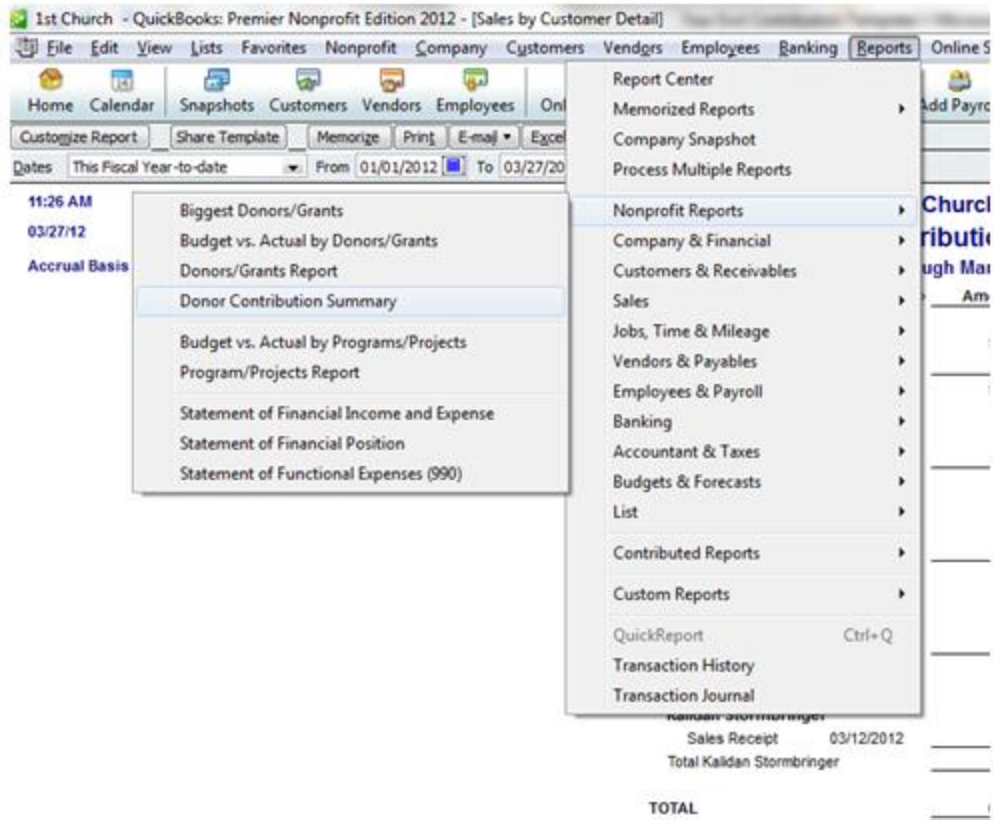 1st Church - QuickBooks: Premier Nonprofit Edition 2012 - [Sales by Customer Detail]
File Edit View Lists Favorites Nonprofit Company Customers Vendors Employees Banking Reports Online
Home Calendar Snapshots Customers Vendors Employees Add
Customize Report Share Template Memorize Print E-mail Excel
Dates This Fiscal Year-to-date From 01/01/2012 To 03/27/20
11:26 AM
03/27/12
Accrual Basis
Biggest Donors/Grants
Budget vs. Actual by Donors/Grants
Donors/Grants Report
Donor Contribution Summary
Budget vs. Actual by Programs/Projects
Program/Projects Report
Statement of Financial Income and Expense
Statement of Financial Position
Statement of Functional Expenses (990)
Report Center
Memorized Reports
Company Snapshot
Process Multiple Reports
Nonprofit Reports
Company & Financial
Customers & Receivables
Sales
Jobs, Time & Mileage
Vendors & Payables
Employees & Payroll
Banking
Accountant & Taxes
Budgets & Forecasts
List
Contributed Reports
Custom Reports
QuickReport Ctrl+Q
Transaction History
Transaction Journal
Kalidan Stormbringer
Sales Receipt 03/12/2012
Total Kalidan Stormbringer
TOTAL